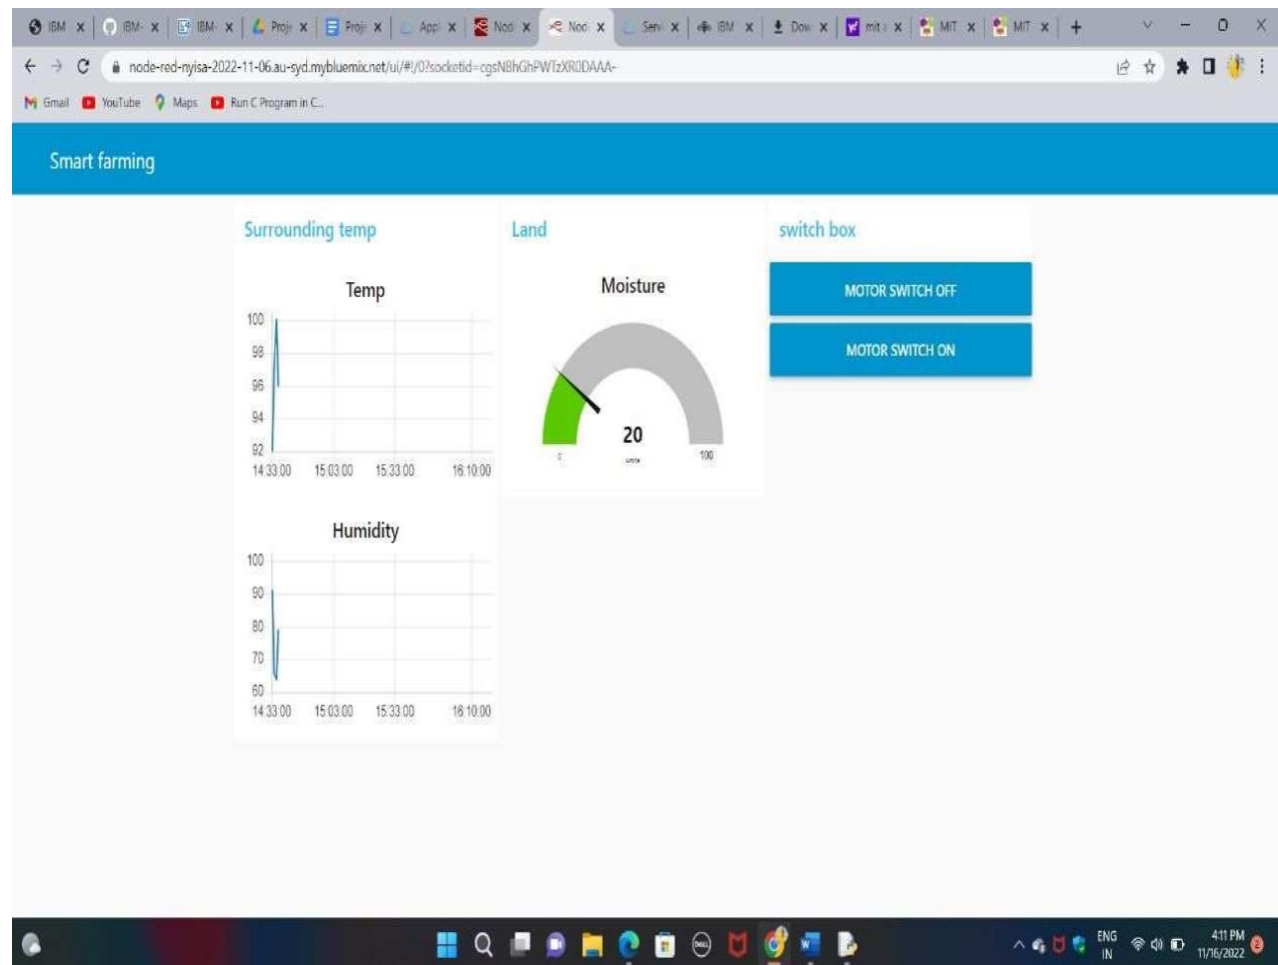 IBM IBM- IBM- Proje Proje Appl Nod Nod Serv IBM Dow mit a MIT MIT
node-red-nyisa-2022-11-06.au-syd.mybluemix.net/ui/#!/0?socketid=
Gmail YouTube Maps Run C Program in C...
Smart farming
Surrounding temp
Temp
100
98
96
94
92
14:33:00 15:03:00 15:33:00 16:10:00
Humidity
100
90
80
70
60
14:33:00 15:03:00 15:33:00 16:10:00
Land
Moisture
20
0 units 100
switch box
MOTOR SWITCH OFF
MOTOR SWITCH ON
ENG
IN
4:11 PM
11/16/2022
2